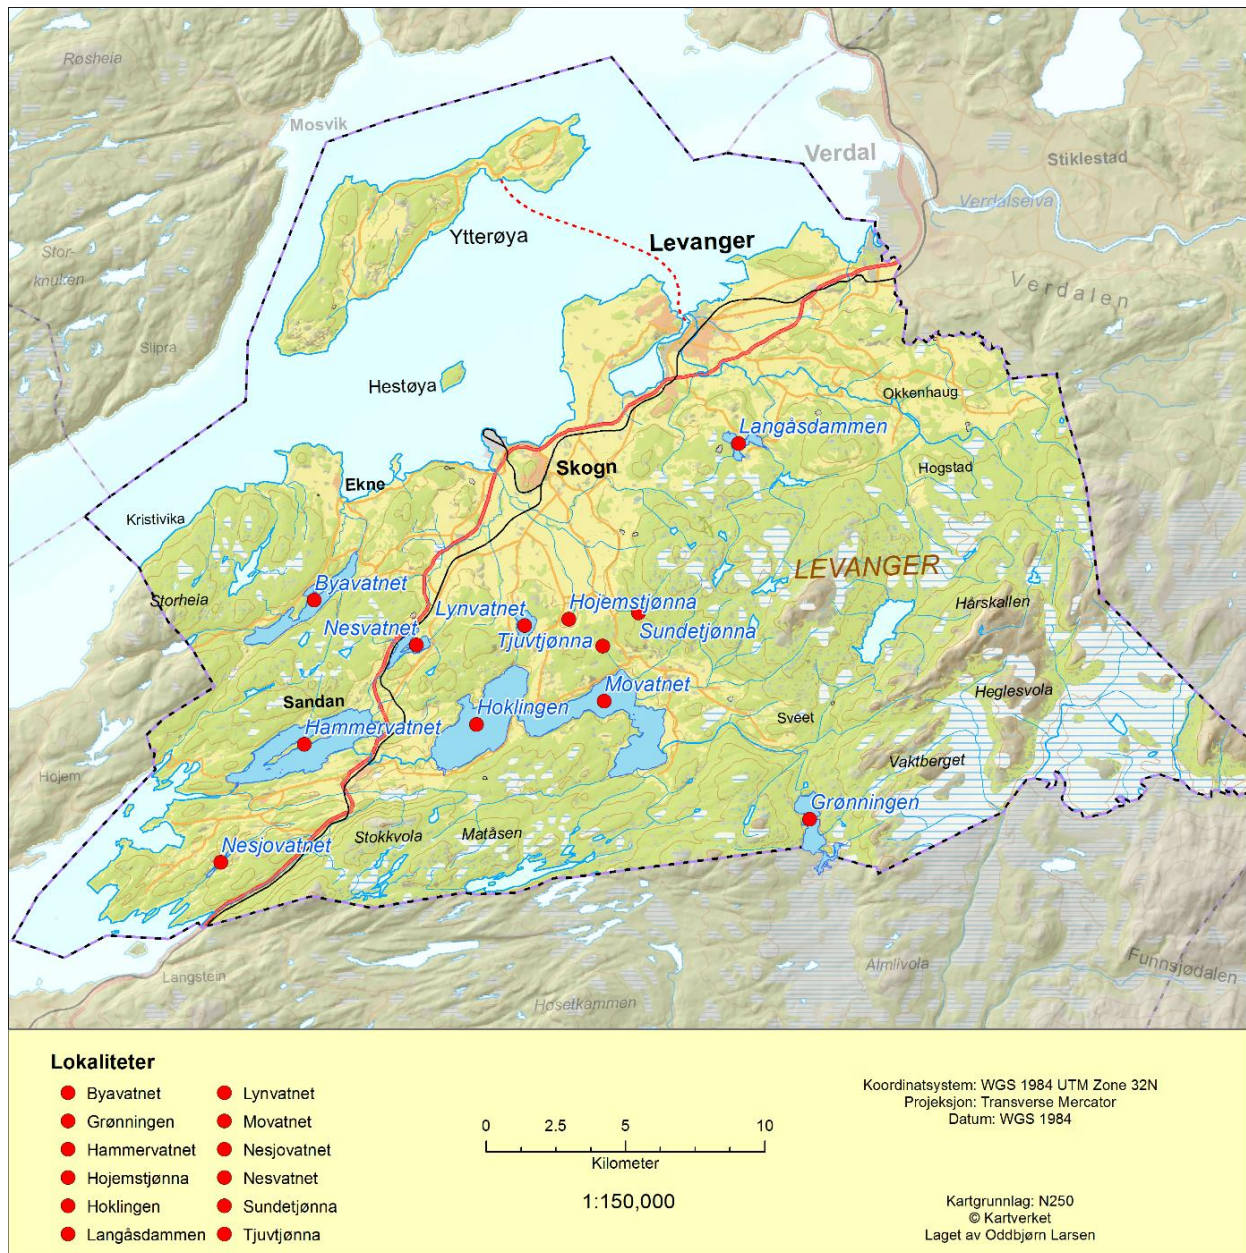 Røsheia
Mosvik
Verdal
Stiklestad
Verdalselva
Ytterøya
Levanger
Stor-
knuken
Verdalen
Slipra
Hestøya
Okkenhaug
Langåsdammen
Skogn
Hogstad
Ekne
Kristivika
LEVANGER
Byavatnet
Storheia
Lynvatnet
Hojemstjønna
Hårskallen
Nesvatnet
Tjuvtjønna
Sundetjønna
Movatnet
Heglesvola
Sandan
Hoklingen
Sveet
Hammervatnet
Vaktberget
Hojem
Grønningen
Stokkvola
Matåsen
Nesjovatnet
Langstein
Almlivola
Funnsjødalen
Hosetkammen
Lokaliteter
Byavatnet
Grønningen
Hammervatnet
Hojemstjønna
Hoklingen
Langåsdammen
Lynvatnet
Movatnet
Nesjovatnet
Nesvatnet
Sundetjønna
Tjuvtjønna
0 2.5 5 10
Kilometer
1:150,000
Koordinatsystem: WGS 1984 UTM Zone 32N
Projeksjon: Transverse Mercator
Datum: WGS 1984
Kartgrunnlag: N250
© Kartverket
Laget av Oddbjørn Larsen